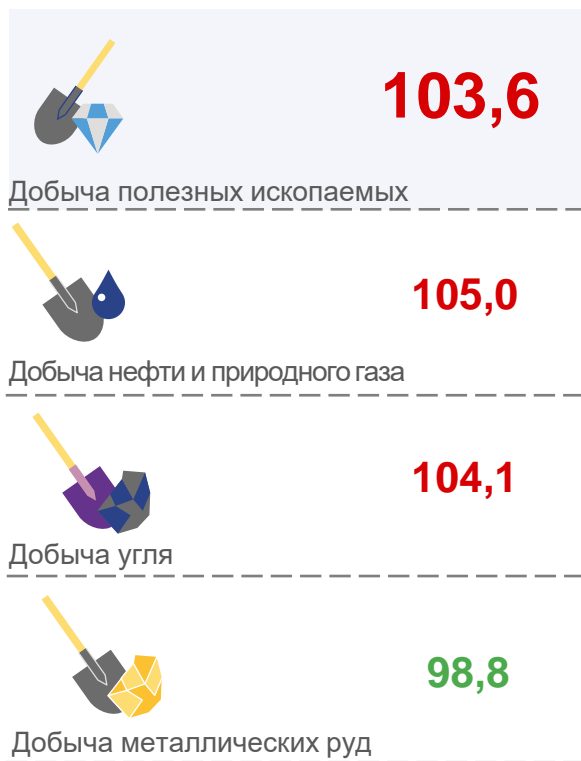 103,6
Добыча полезных ископаемых
105,0
Добыча нефти и природного газа
104,1
Добыча угля
98,8
Добыча металлических руд